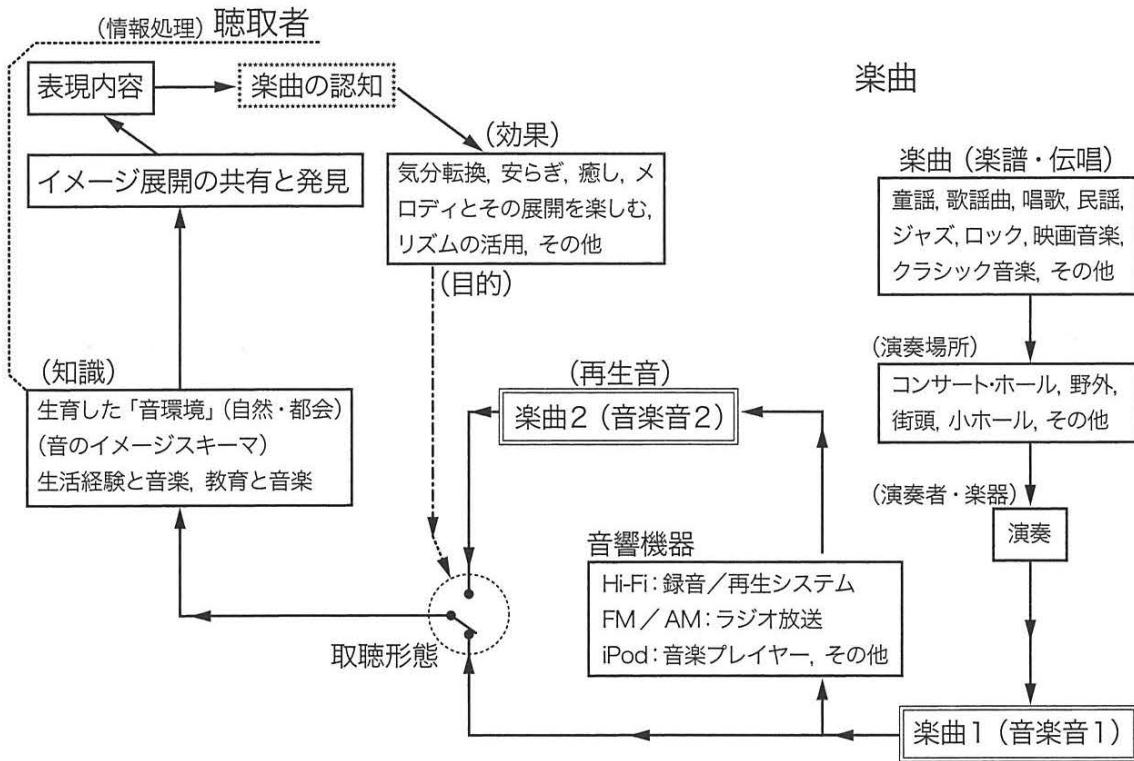 (情報処理) 聴取者
表現内容
楽曲の認知
イメージ展開の共有と発見
(効果)
気分転換, 安らぎ, 癒し, メ
ロディとその展開を楽しむ,
リズムの活用, その他
(目的)
(知識)
生育した「音環境」(自然・都会)
(音のイメージスキーマ)
生活経験と音楽, 教育と音楽
取聴形態
(再生音)
楽曲2 (音楽音2)
音響機器
Hi-Fi : 録音/再生システム
FM / AM : ラジオ放送
iPod : 音楽プレイヤー, その他
楽曲
楽曲 (楽譜・伝唱)
童謡, 歌謡曲, 唱歌, 民謡,
ジャズ, ロック, 映画音楽,
クラシック音楽, その他
(演奏場所)
コンサート・ホール, 野外,
街頭, 小ホール, その他
(演奏者・楽器)
演奏
楽曲1 (音楽音1)